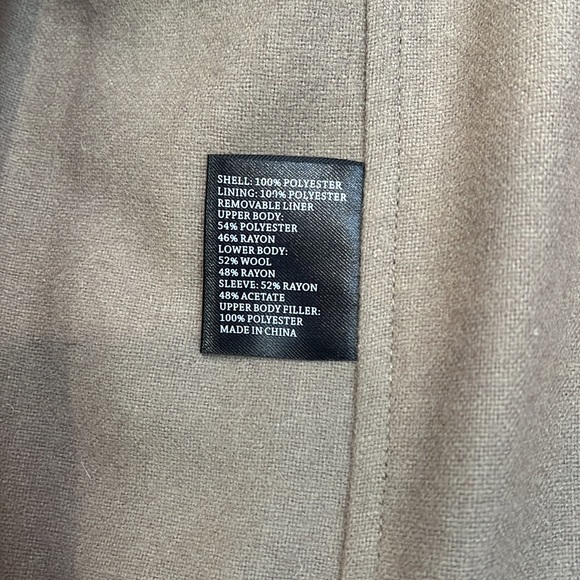 SHELL: 100% POLYESTER
LINING: 100% POLYESTER
REMOVABLE LINER
UPPER BODY:
54% POLYESTER
46% RAYON
LOWER BODY:
52% WOOL
48% RAYON
SLEEVE: 52% RAYON
48% ACETATE
UPPER BODY FILLER:
100% POLYESTER
MADE IN CHINA